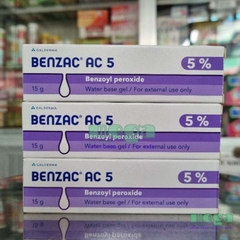 GALDERMA
BENZAC® AC 5
5 %
Benzoyl peroxide
15 g
Water base gel / For external use only
GALDERMA
BENZAC® AC 5
5 %
Benzoyl peroxide
15 g
Water base gel / For external use only
GALDERMA
BENZAC® AC 5
5 %
Benzoyl peroxide
15 g
Water base gel / For external use only